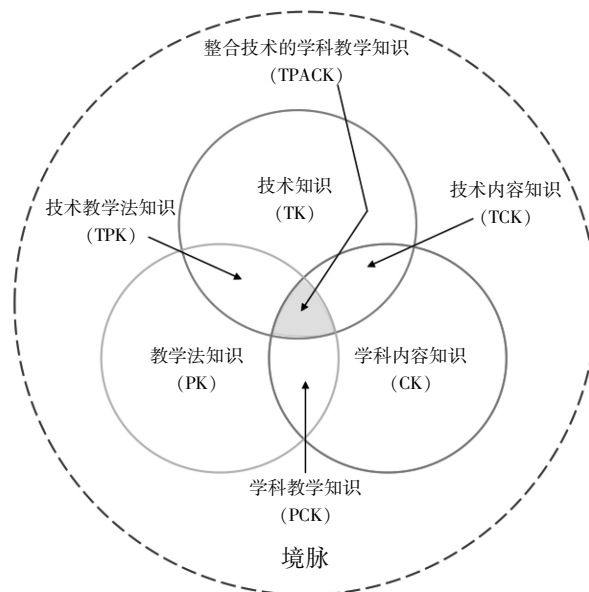 整合技术的学科教学知识
（TPACK）
技术知识
（TK）
技术教学法知识
（TPK）
技术内容知识
（TCK）
教学法知识
（PK）
学科内容知识
（CK）
学科教学知识
（PCK）
境脉